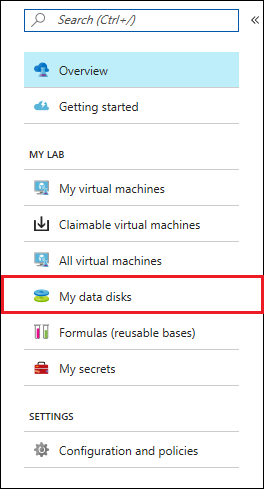 Search (Ctrl+/)
Overview
Getting started
MY LAB
My virtual machines
Claimable virtual machines
All virtual machines
My data disks
Formulas (reusable bases)
My secrets
SETTINGS
Configuration and policies